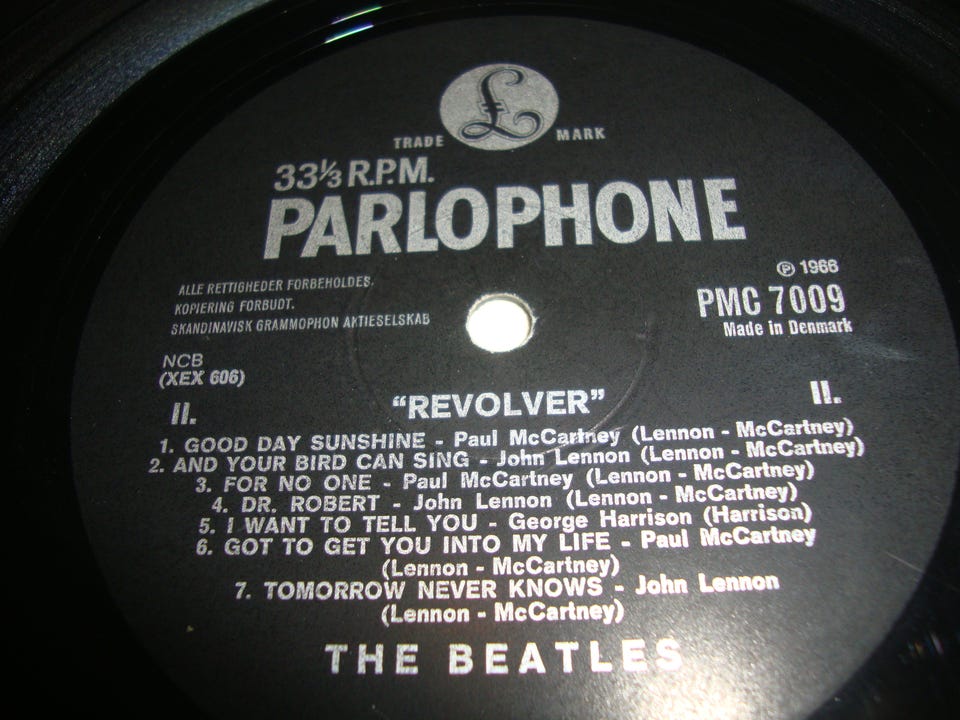 £
TRADE MARK
33⅓ R.P.M.
PARLOPHONE
ALLE RETTIGHEDER FORBEHOLDES.
KOPIERING FORBUDT.
SKANDINAVISK GRAMMOPHON AKTIESELSKAB
℗ 1966
PMC 7009
Made in Denmark
NCB
(XEX 606)
II. "REVOLVER" II.
1. GOOD DAY SUNSHINE - Paul McCartney (Lennon - McCartney)
2. AND YOUR BIRD CAN SING - John Lennon (Lennon - McCartney)
3. FOR NO ONE - Paul McCartney (Lennon - McCartney)
4. DR. ROBERT - John Lennon (Lennon - McCartney)
5. I WANT TO TELL YOU - George Harrison (Harrison)
6. GOT TO GET YOU INTO MY LIFE - Paul McCartney
(Lennon - McCartney)
7. TOMORROW NEVER KNOWS - John Lennon
(Lennon - McCartney)
THE BEATLES